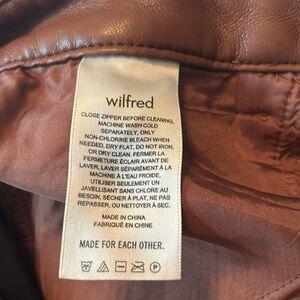 wilfred
CLOSE ZIPPER BEFORE CLEANING,
MACHINE WASH COLD
SEPARATELY, ONLY
NON-CHLORINE BLEACH WHEN
NEEDED, DRY FLAT, DO NOT IRON,
OR DRY CLEAN. FERMER LA
FERMETURE ÉCLAIR AVANT DE
LAVER, LAVER SÉPARÉMENT À LA
MACHINE À L'EAU FROIDE,
UTILISER SEULEMENT UN
JAVELLISANT SANS CHLORE AU
BESOIN, SÉCHER À PLAT, NE PAS
REPASSER, OU NETTOYER À SEC.
MADE IN CHINA
FABRIQUÉ EN CHINE
MADE FOR EACH OTHER.
P